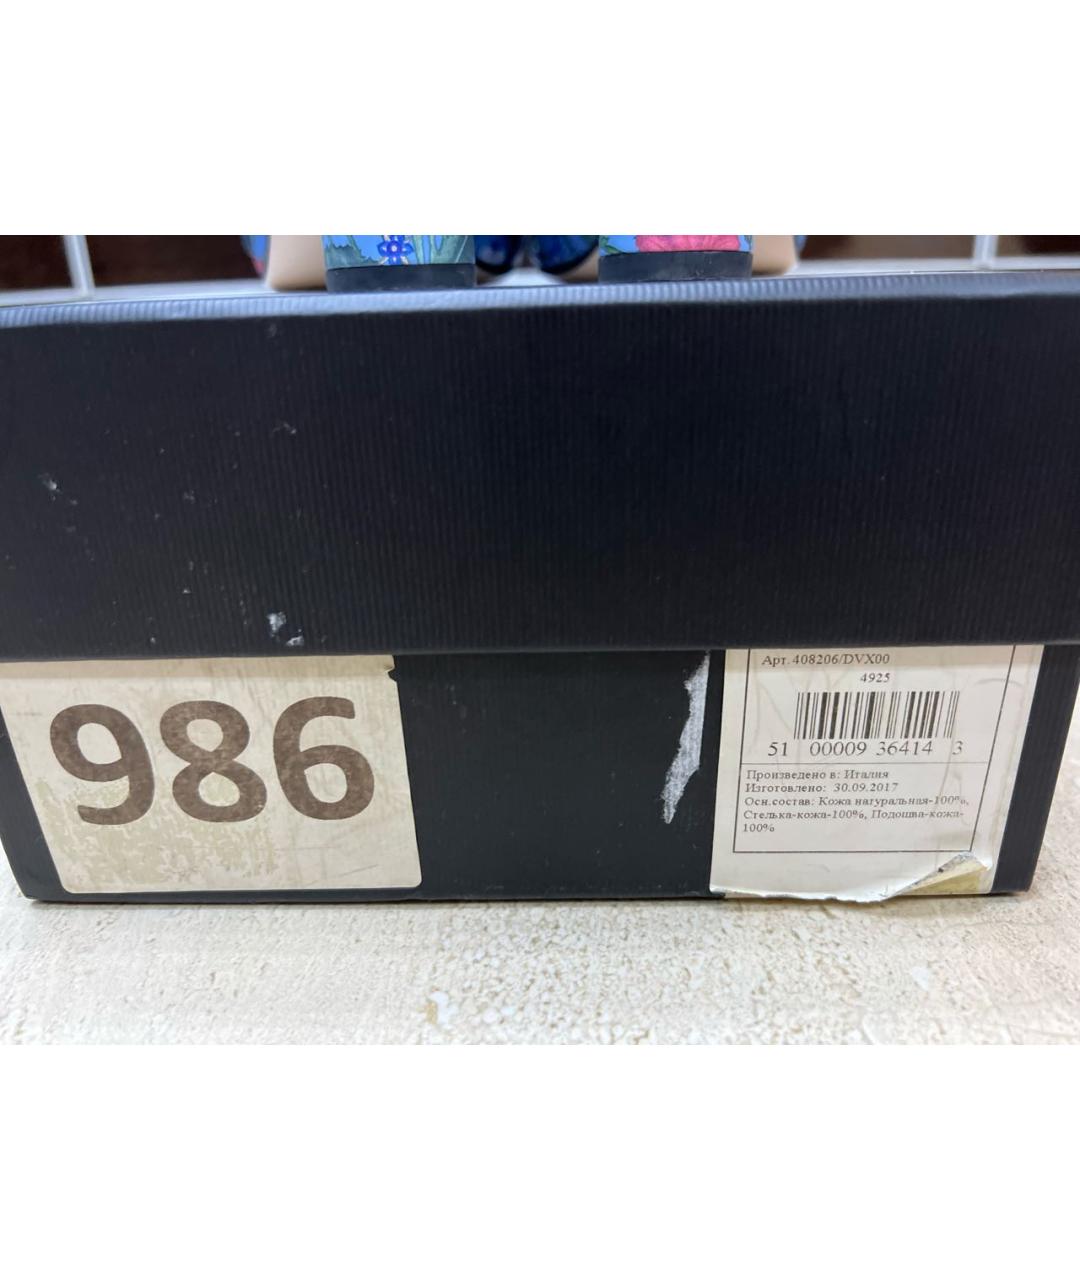 986
Арт. 408206/DVX00
4925
51 00009 36414 3
Произведено в: Италия
Изготовлено: 30.09.2017
Осн.состав: Кожа натуральная-100%,
Стелька-кожа-100%, Подошва-кожа-
100%